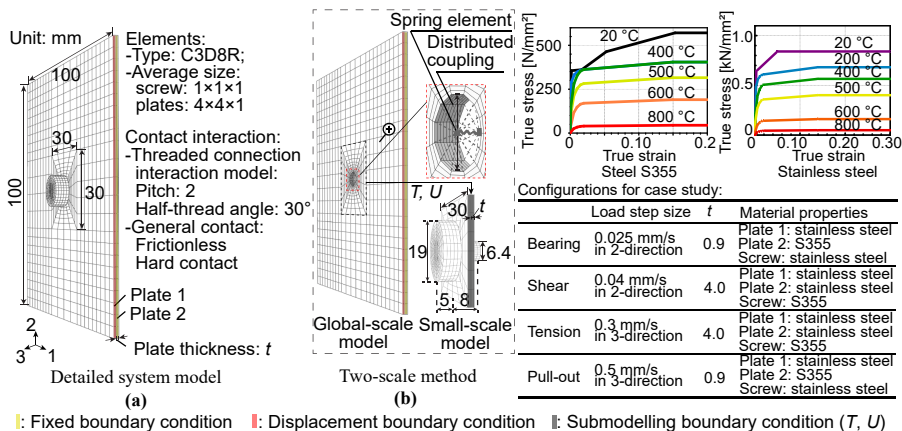 Unit: mm
100
30
100
30
Elements:
-Type: C3D8R;
-Average size:
screw: 1×1×1
plates: 4×4×1
Contact interaction:
-Threaded connection
interaction model:
Pitch: 2
Half-thread angle: 30°
-General contact:
Frictionless
Hard contact
Plate 1
Plate 2
2
3
1
Plate thickness: t
Detailed system model
(a)
Spring element
Distributed
coupling
T, U
30
t
19
6.4
5
8
Global-scale
model
Small-scale
model
Two-scale method
(b)
True stress [N/mm²]
500
250
0
0
0.1
0.2
20 °C
400 °C
500 °C
600 °C
800 °C
True strain
Steel S355
True stress [kN/mm²]
1.0
0.5
0
0
0.15
0.30
20 °C
200 °C
400 °C
500 °C
600 °C
800 °C
True strain
Stainless steel
Configurations for case study:
Load step size t Material properties
Bearing 0.025 mm/s in 2-direction 0.9 Plate 1: stainless steel
Plate 2: S355
Screw: stainless steel
Shear 0.04 mm/s in 2-direction 4.0 Plate 1: stainless steel
Plate 2: stainless steel
Screw: S355
Tension 0.3 mm/s in 3-direction 4.0 Plate 1: stainless steel
Plate 2: stainless steel
Screw: S355
Pull-out 0.5 mm/s in 3-direction 0.9 Plate 1: stainless steel
Plate 2: S355
Screw: stainless steel
: Fixed boundary condition : Displacement boundary condition : Submodelling boundary condition (T, U)